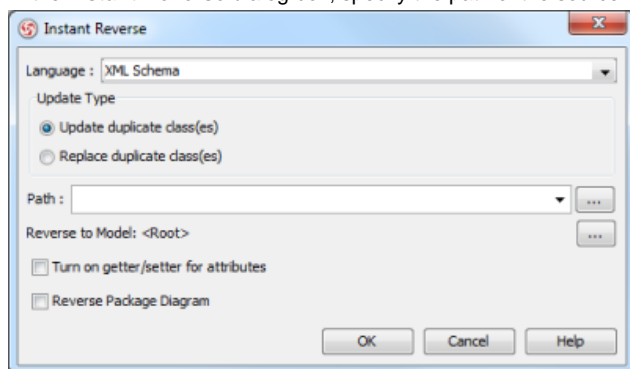 Instant Reverse
Language : XML Schema
Update Type
Update duplicate class(es)
Replace duplicate class(es)
Path :
...
Reverse to Model: <Root>
...
Turn on getter/setter for attributes
Reverse Package Diagram
OK Cancel Help